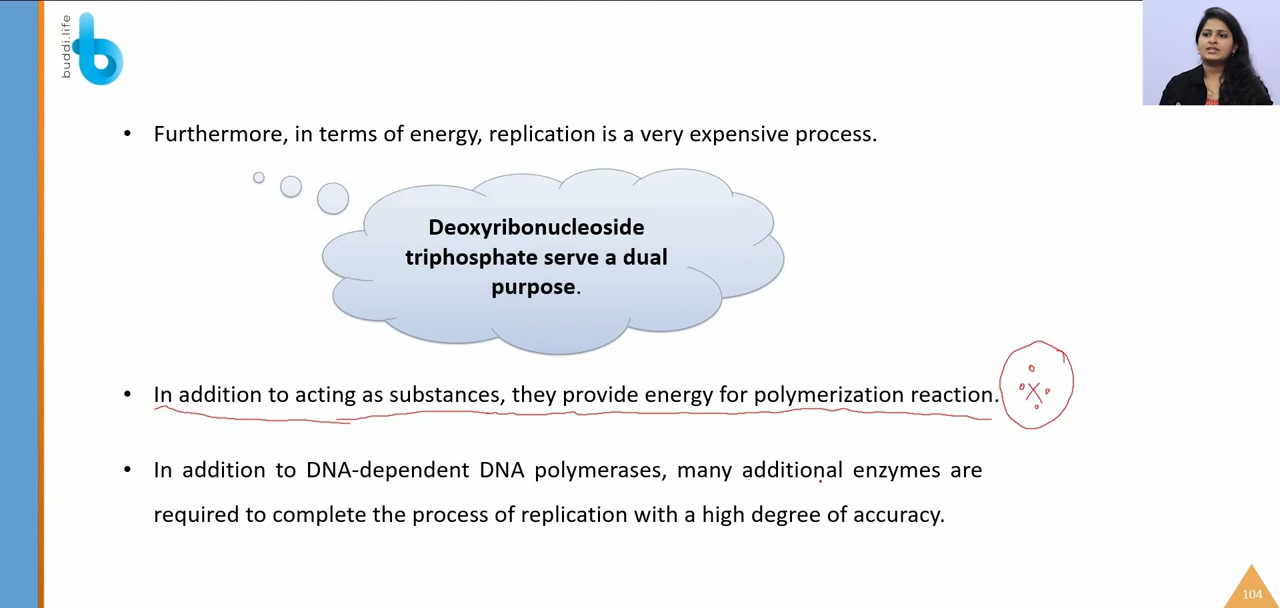 buddi.life
• Furthermore, in terms of energy, replication is a very expensive process.
Deoxyribonucleoside
triphosphate serve a dual
purpose.
• In addition to acting as substances, they provide energy for polymerization reaction.
• In addition to DNA-dependent DNA polymerases, many additional enzymes are
required to complete the process of replication with a high degree of accuracy.
104